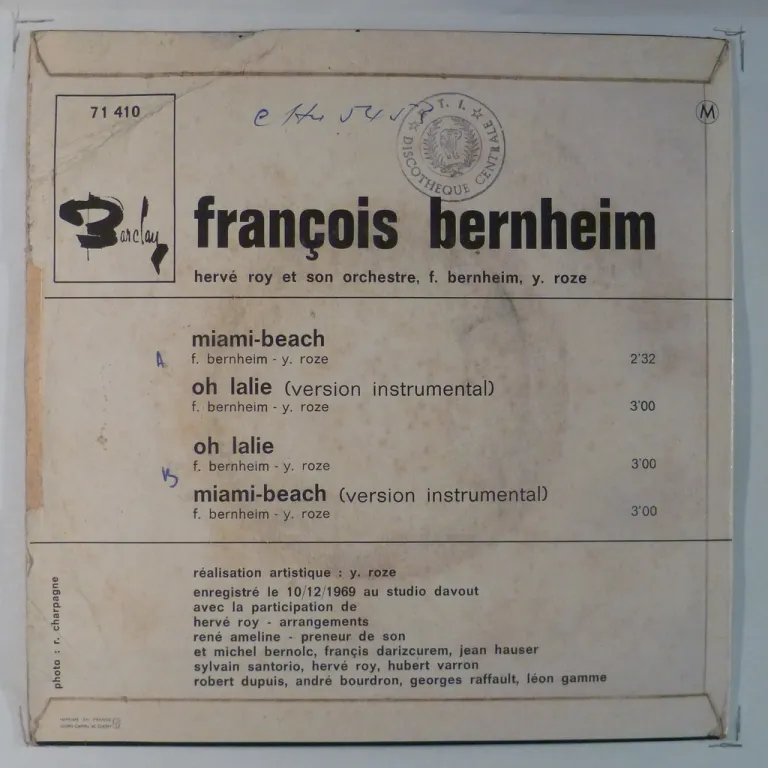 71 410
T. I.
DISCOTHEQUE CENTRALE
M
Barclay
françois bernheim
hervé roy et son orchestre, f. bernheim, y. roze
miami-beach
A
f. bernheim - y. roze 2'32
oh lalie (version instrumental)
f. bernheim - y. roze 3'00
oh lalie
f. bernheim - y. roze 3'00
B
miami-beach (version instrumental)
f. bernheim - y. roze 3'00
réalisation artistique : y. roze
enregistré le 10/12/1969 au studio davout
avec la participation de
hervé roy - arrangements
rené ameline - preneur de son
et michel bernolc, françis darizcurem, jean hauser
sylvain santorio, hervé roy, hubert varron
robert dupuis, andré bourdron, georges raffault, léon gamme
photo : r. charpagne